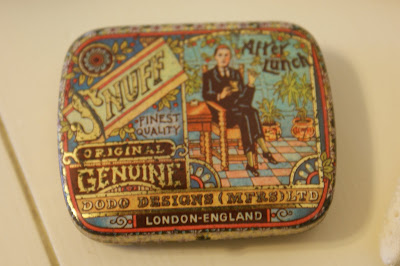 SNUFF
After
Lunch
FINEST
QUALITY
ORIGINAL
GENUINE
DODO DESIGNS (MFRS) LTD
LONDON-ENGLAND